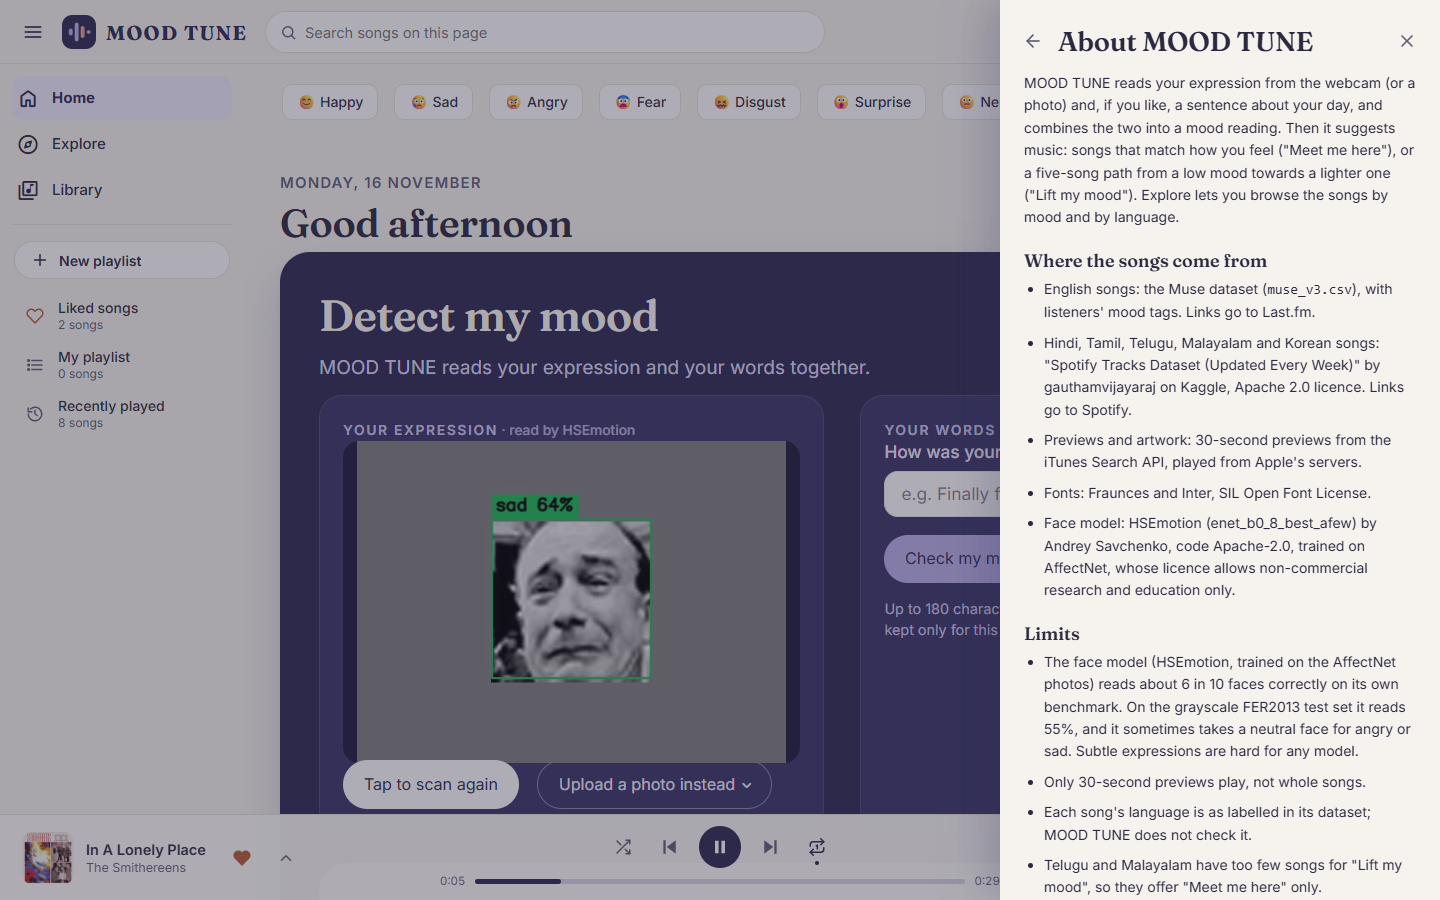 MOOD TUNE
Search songs on this page
Home
Explore
Library
New playlist
Liked songs
2 songs
My playlist
0 songs
Recently played
8 songs
Happy
Sad
Angry
Fear
Disgust
Surprise
Ne
MONDAY, 16 NOVEMBER
Good afternoon
Detect my mood
MOOD TUNE reads your expression and your words together.
YOUR EXPRESSION · read by HSEmotion
sad 64%
Tap to scan again
Upload a photo instead
YOUR WORDS
How was your
e.g. Finally f
Check my m
Up to 180 charac
kept only for this
In A Lonely Place
The Smithereens
0:05
0:29
About MOOD TUNE
MOOD TUNE reads your expression from the webcam (or a
photo) and, if you like, a sentence about your day, and
combines the two into a mood reading. Then it suggests
music: songs that match how you feel ("Meet me here"), or
a five-song path from a low mood towards a lighter one
("Lift my mood"). Explore lets you browse the songs by
mood and by language.
Where the songs come from
English songs: the Muse dataset (muse_v3.csv), with
listeners' mood tags. Links go to Last.fm.
Hindi, Tamil, Telugu, Malayalam and Korean songs:
"Spotify Tracks Dataset (Updated Every Week)" by
gauthamvijayaraj on Kaggle, Apache 2.0 licence. Links
go to Spotify.
Previews and artwork: 30-second previews from the
iTunes Search API, played from Apple's servers.
Fonts: Fraunces and Inter, SIL Open Font License.
Face model: HSEmotion (enet_b0_8_best_afew) by
Andrey Savchenko, code Apache-2.0, trained on
AffectNet, whose licence allows non-commercial
research and education only.
Limits
The face model (HSEmotion, trained on the AffectNet
photos) reads about 6 in 10 faces correctly on its own
benchmark. On the grayscale FER2013 test set it reads
55%, and it sometimes takes a neutral face for angry or
sad. Subtle expressions are hard for any model.
Only 30-second previews play, not whole songs.
Each song's language is as labelled in its dataset;
MOOD TUNE does not check it.
Telugu and Malayalam have too few songs for "Lift my
mood", so they offer "Meet me here" only.